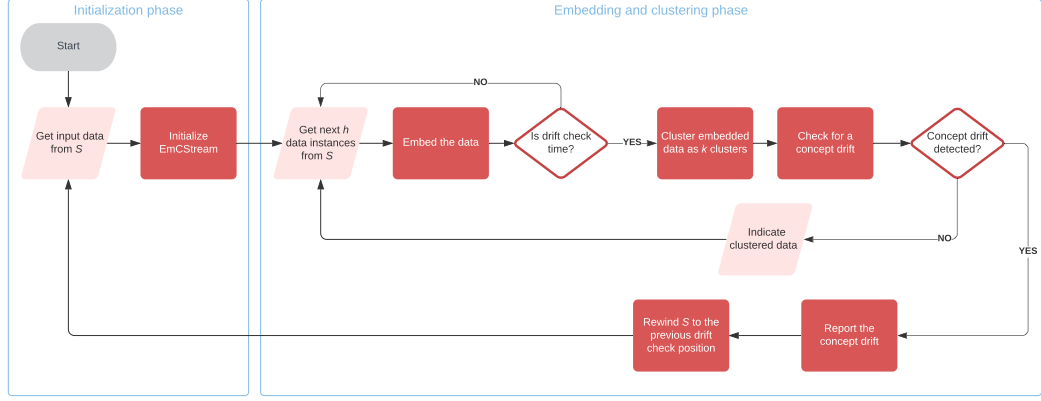 Initialization phase
Embedding and clustering phase
Start
NO
Get input data
from S
Initialize
EmCStream
Get next h
data instances
from S
Embed the data
Is drift check
time?
YES
Cluster embedded
data as k clusters
Check for a
concept drift
Concept drift
detected?
Indicate
clustered data
NO
YES
Rewind S to the
previous drift
check position
Report the
concept drift